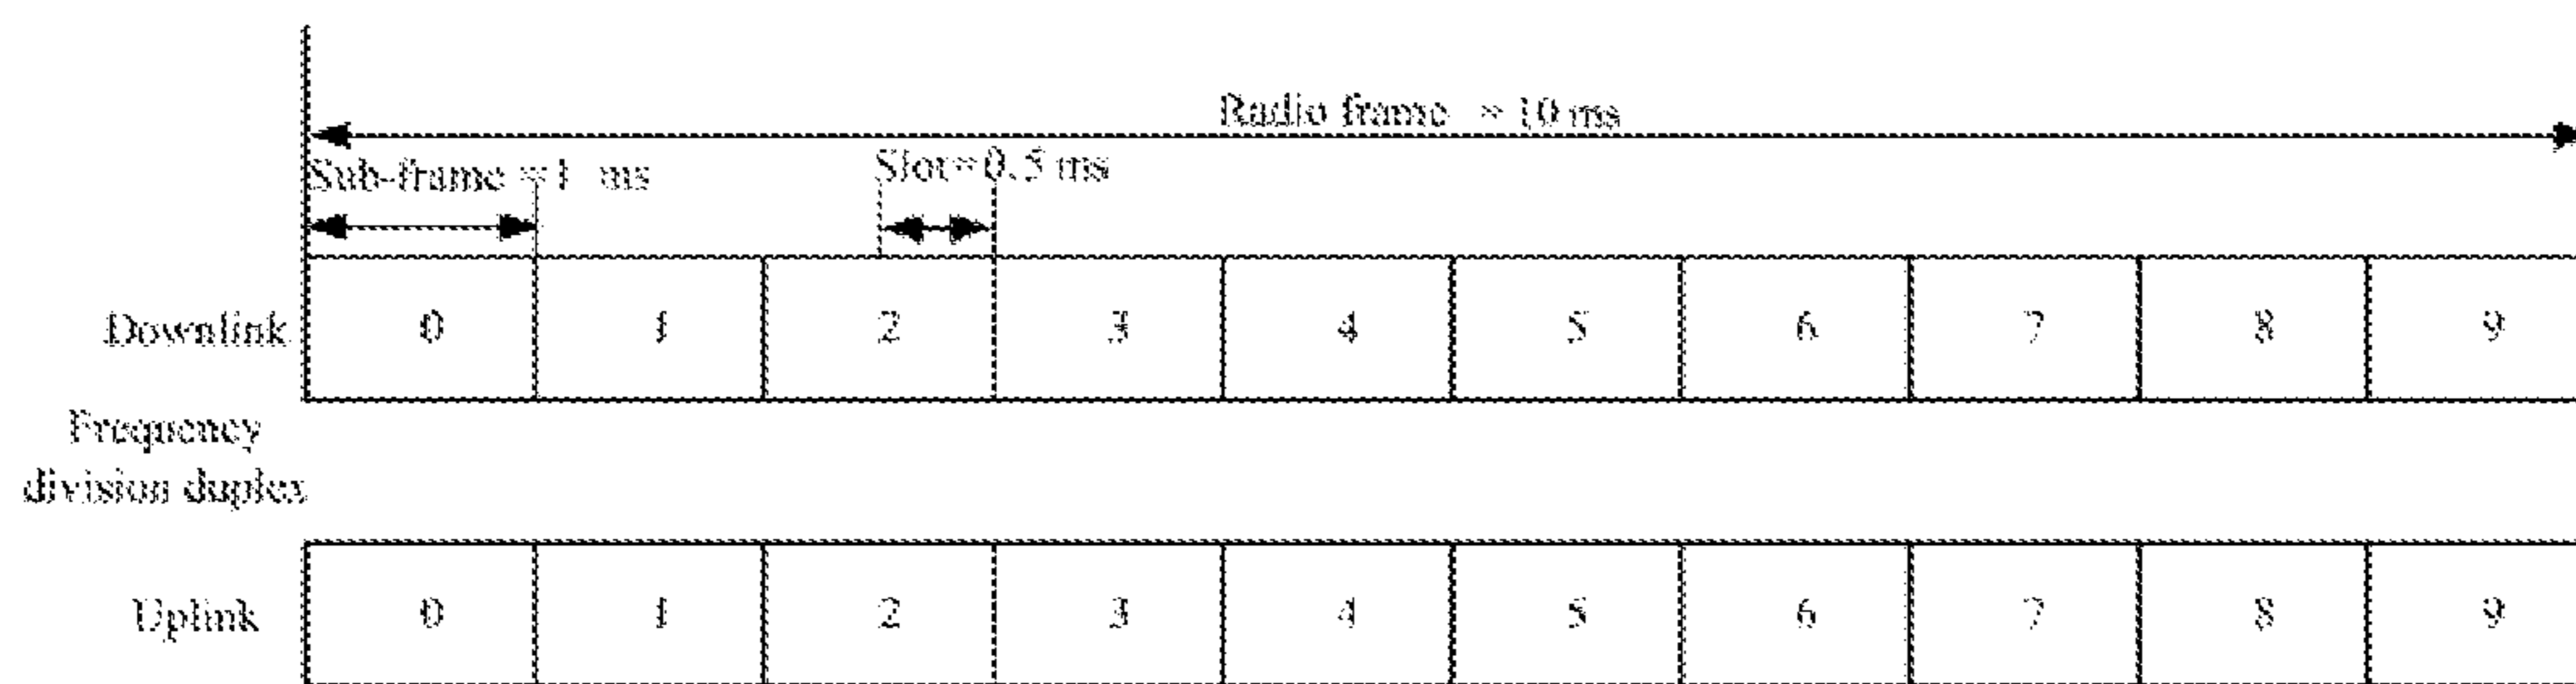 Radio frame = 10 ms
Sub-frame =1 ms
Slot=0.5 ms
Downlink 0 1 2 3 4 5 6 7 8 9
Frequency
division duplex
Uplink 0 1 2 3 4 5 6 7 8 9